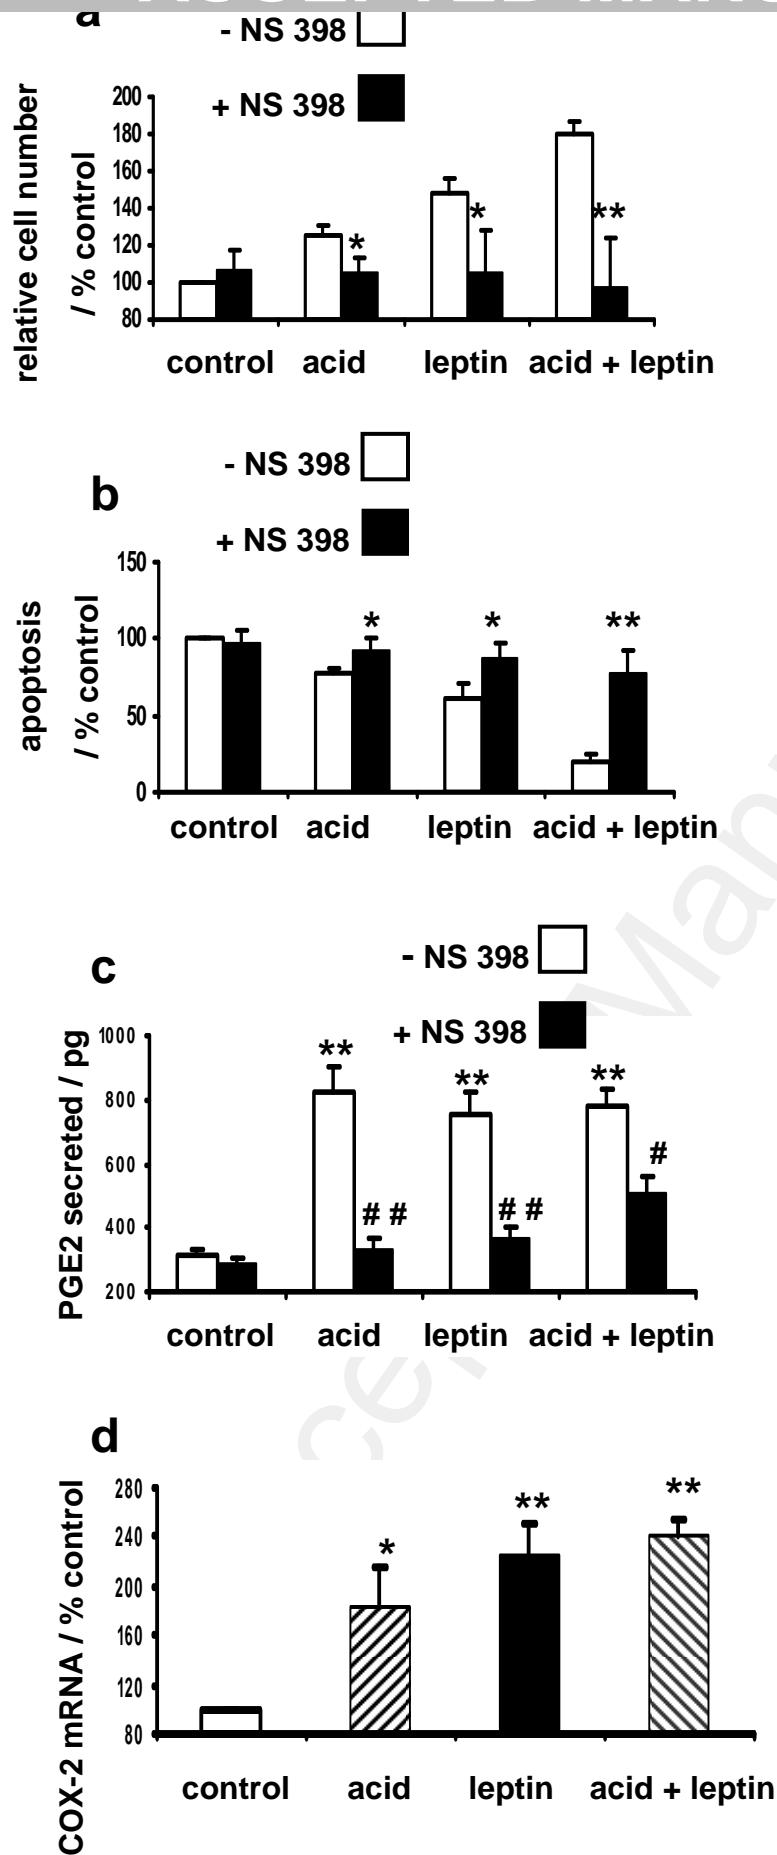 a
- NS 398
+ NS 398
relative cell number
/ % control
200
180
160
140
120
100
80
*
*
**
control acid leptin acid + leptin
b
- NS 398
+ NS 398
apoptosis
/ % control
150
100
50
0
*
*
**
control acid leptin acid + leptin
c
- NS 398
+ NS 398
PGE2 secreted / pg
1000
800
600
400
200
**
**
**
# #
# #
#
control acid leptin acid + leptin
d
COX-2 mRNA / % control
280
240
200
160
120
80
*
**
**
control acid leptin acid + leptin